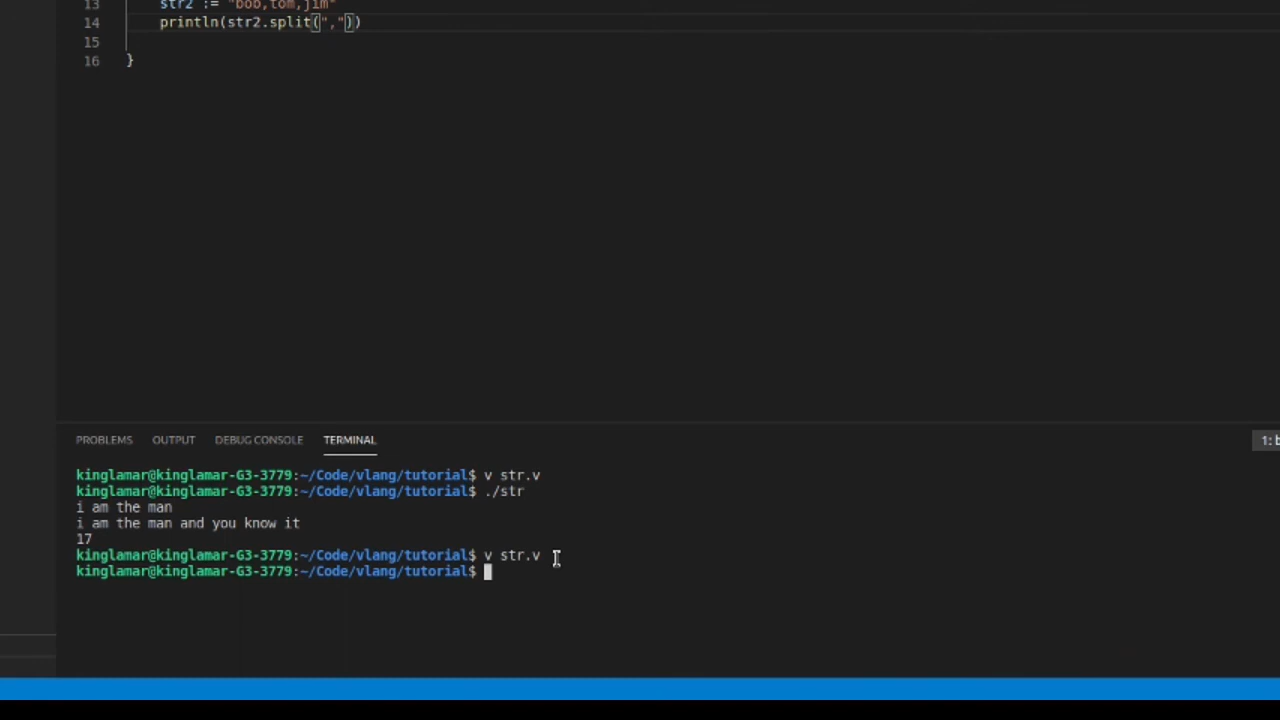 13 str2 := "bob,tom,jim"
14 println(str2.split(","))
15
16 }
PROBLEMS OUTPUT DEBUG CONSOLE TERMINAL
1: b
kinglamar@kinglamar-G3-3779:~/Code/vlang/tutorial$ v str.v
kinglamar@kinglamar-G3-3779:~/Code/vlang/tutorial$ ./str
i am the man
i am the man and you know it
17
kinglamar@kinglamar-G3-3779:~/Code/vlang/tutorial$ v str.v
kinglamar@kinglamar-G3-3779:~/Code/vlang/tutorial$